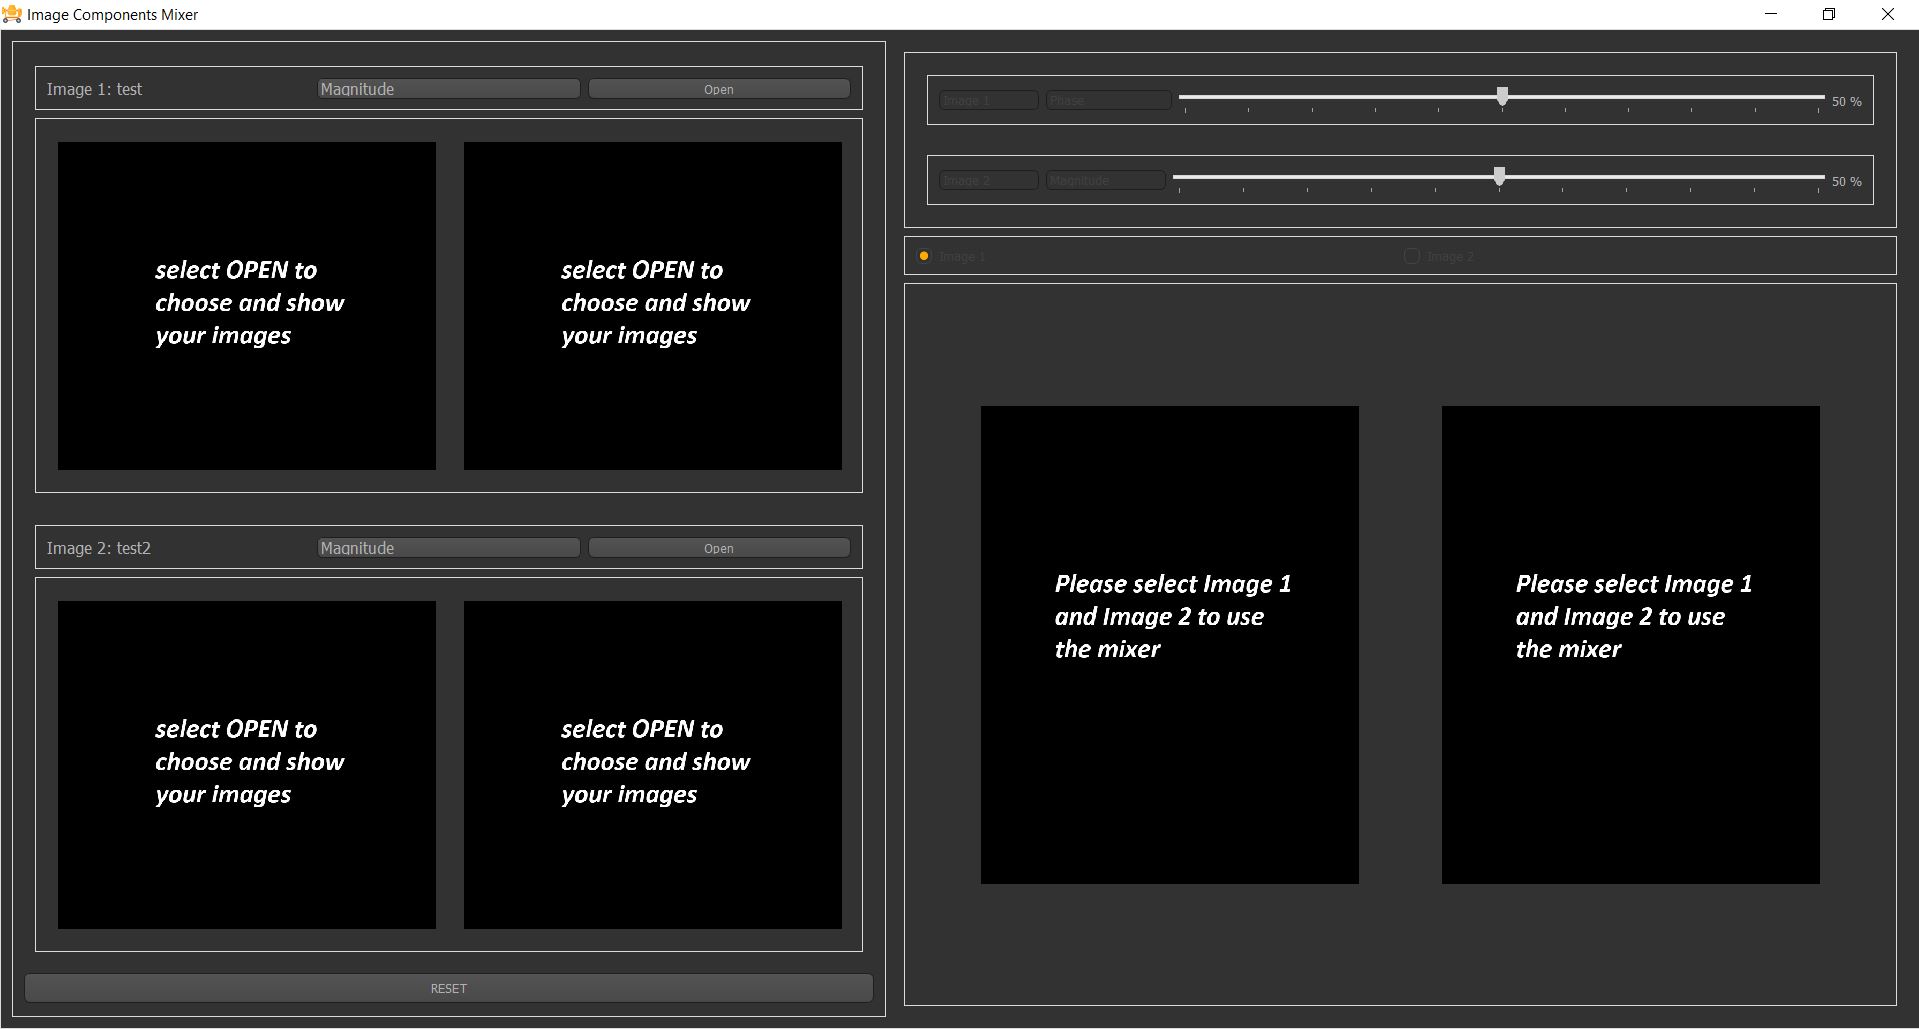 Image Components Mixer
Image 1: test
Magnitude
Open
select OPEN to
choose and show
your images
select OPEN to
choose and show
your images
Image 2: test2
Magnitude
Open
select OPEN to
choose and show
your images
select OPEN to
choose and show
your images
RESET
Image 1
Phase
50 %
Image 2
Magnitude
50 %
Image 1
Image 2
Please select Image 1
and Image 2 to use
the mixer
Please select Image 1
and Image 2 to use
the mixer